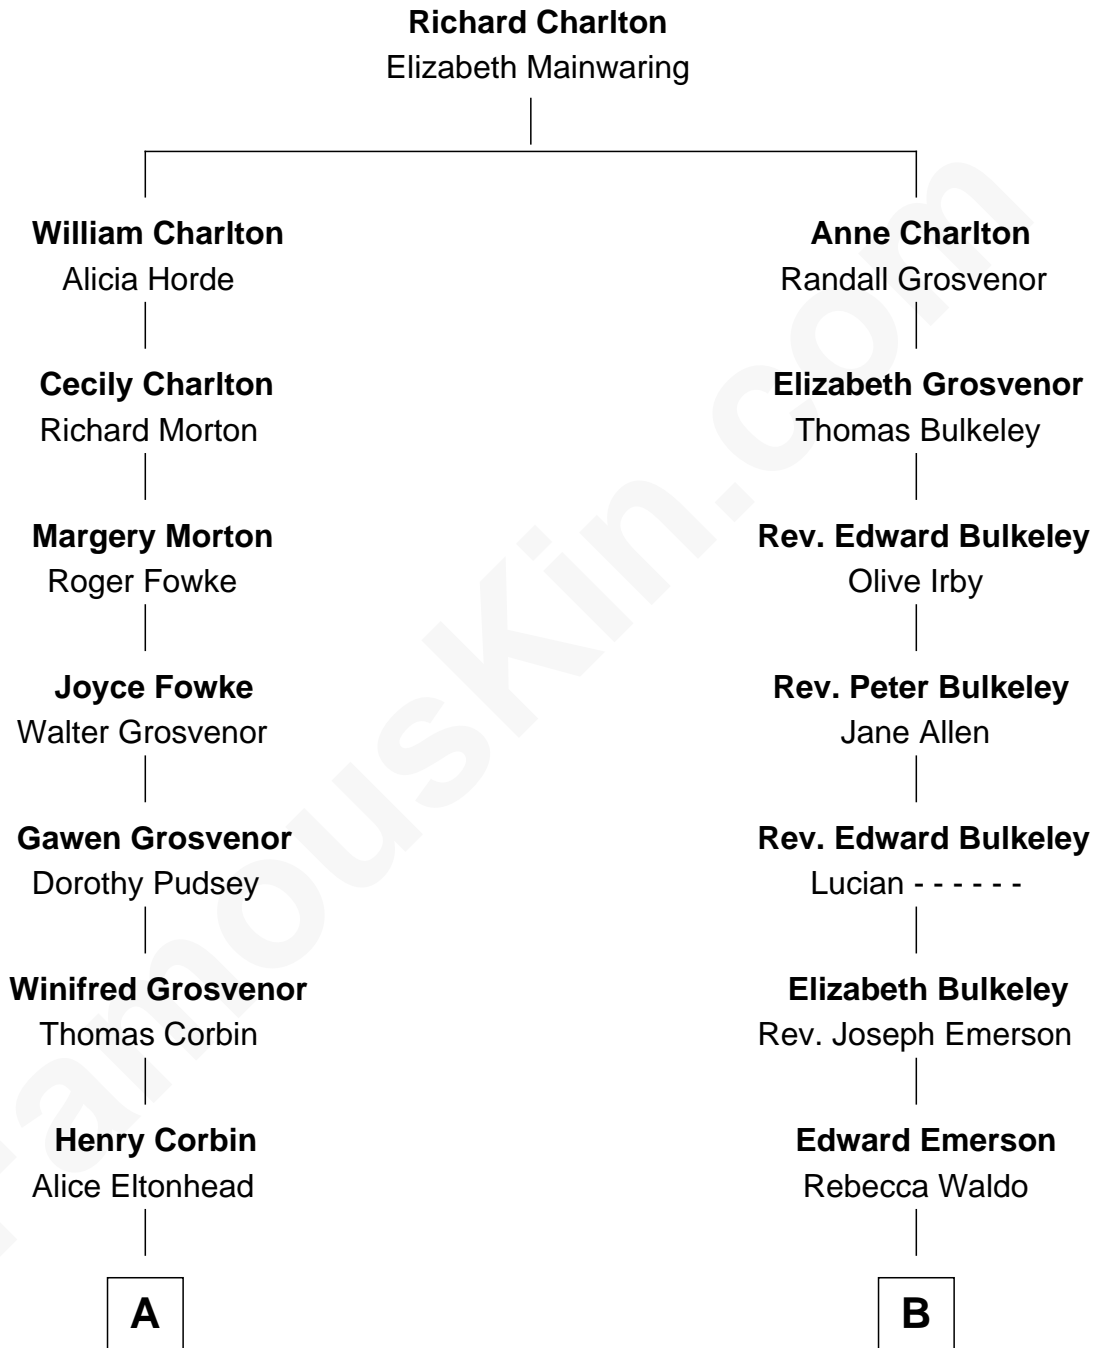 Richard Charlton
Elizabeth Mainwaring
William Charlton
Alicia Horde
Anne Charlton
Randall Grosvenor
Cecily Charlton
Richard Morton
Elizabeth Grosvenor
Thomas Bulkeley
Margery Morton
Roger Fowke
Rev. Edward Bulkeley
Olive Irby
Joyce Fowke
Walter Grosvenor
Rev. Peter Bulkeley
Jane Allen
Gawen Grosvenor
Dorothy Pudsey
Rev. Edward Bulkeley
Lucian - - - - - -
Winifred Grosvenor
Thomas Corbin
Elizabeth Bulkeley
Rev. Joseph Emerson
Henry Corbin
Alice Eltonhead
Edward Emerson
Rebecca Waldo
A
B
FamousKin.com